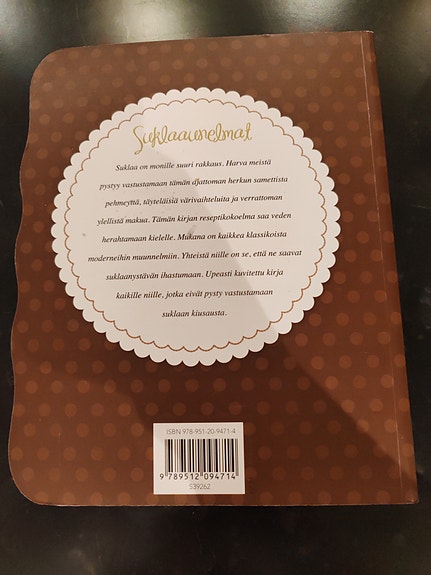 Suklaaunelmat
Suklaa on monille suuri rakkaus. Harva meistä
pystyy vastustamaan tämän ajattoman herkun samettista
pehmeyttä, täyteläisiä värivaihteluita ja verrattoman
ylellistä makua. Tämän kirjan reseptikokoelma saa veden
herahtamaan kielelle. Mukana on kaikkea klassikoista
moderneihin muunnelmiin. Yhteistä niille on se, että ne saavat
suklaanystävän ihastumaan. Upeasti kuvitettu kirja
kaikille niille, jotka eivät pysty vastustamaan
suklaan kiusausta.
ISBN 978-951-20-9471-4
9 789512 094714
539262